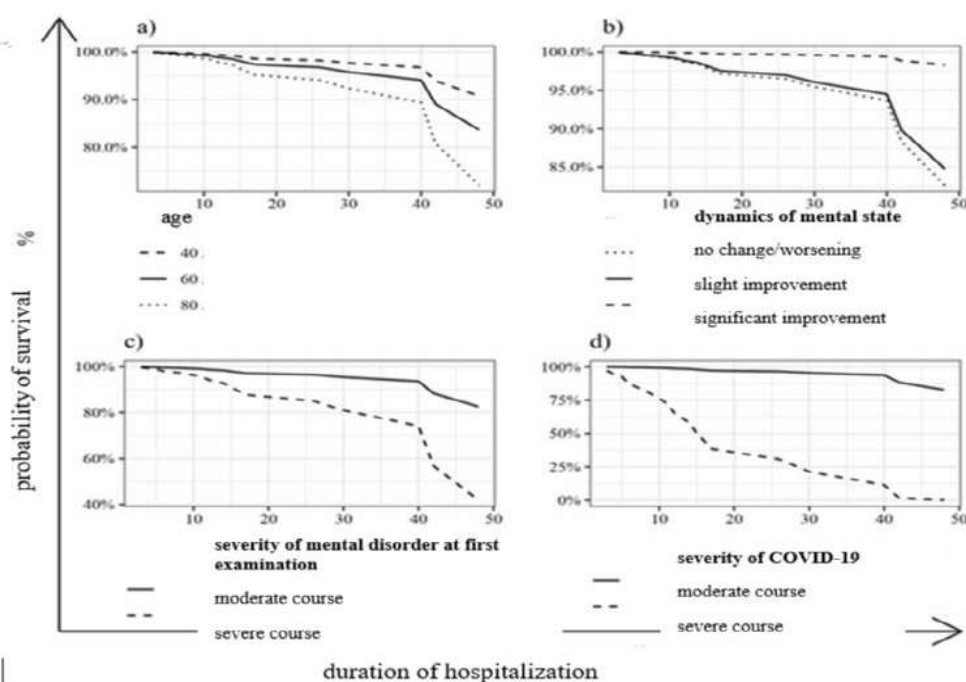 a)
100.0%
90.0%
80.0%
10 20 30 40 50
age
40
60
80
b)
100.0%
95.0%
90.0%
85.0%
10 20 30 40 50
dynamics of mental state
no change/worsening
slight improvement
significant improvement
probability of survival %
c)
100%
80%
60%
40%
10 20 30 40 50
severity of mental disorder at first
examination
moderate course
severe course
d)
100%
75%
50%
25%
0%
10 20 30 40 50
severity of COVID-19
moderate course
severe course
duration of hospitalization